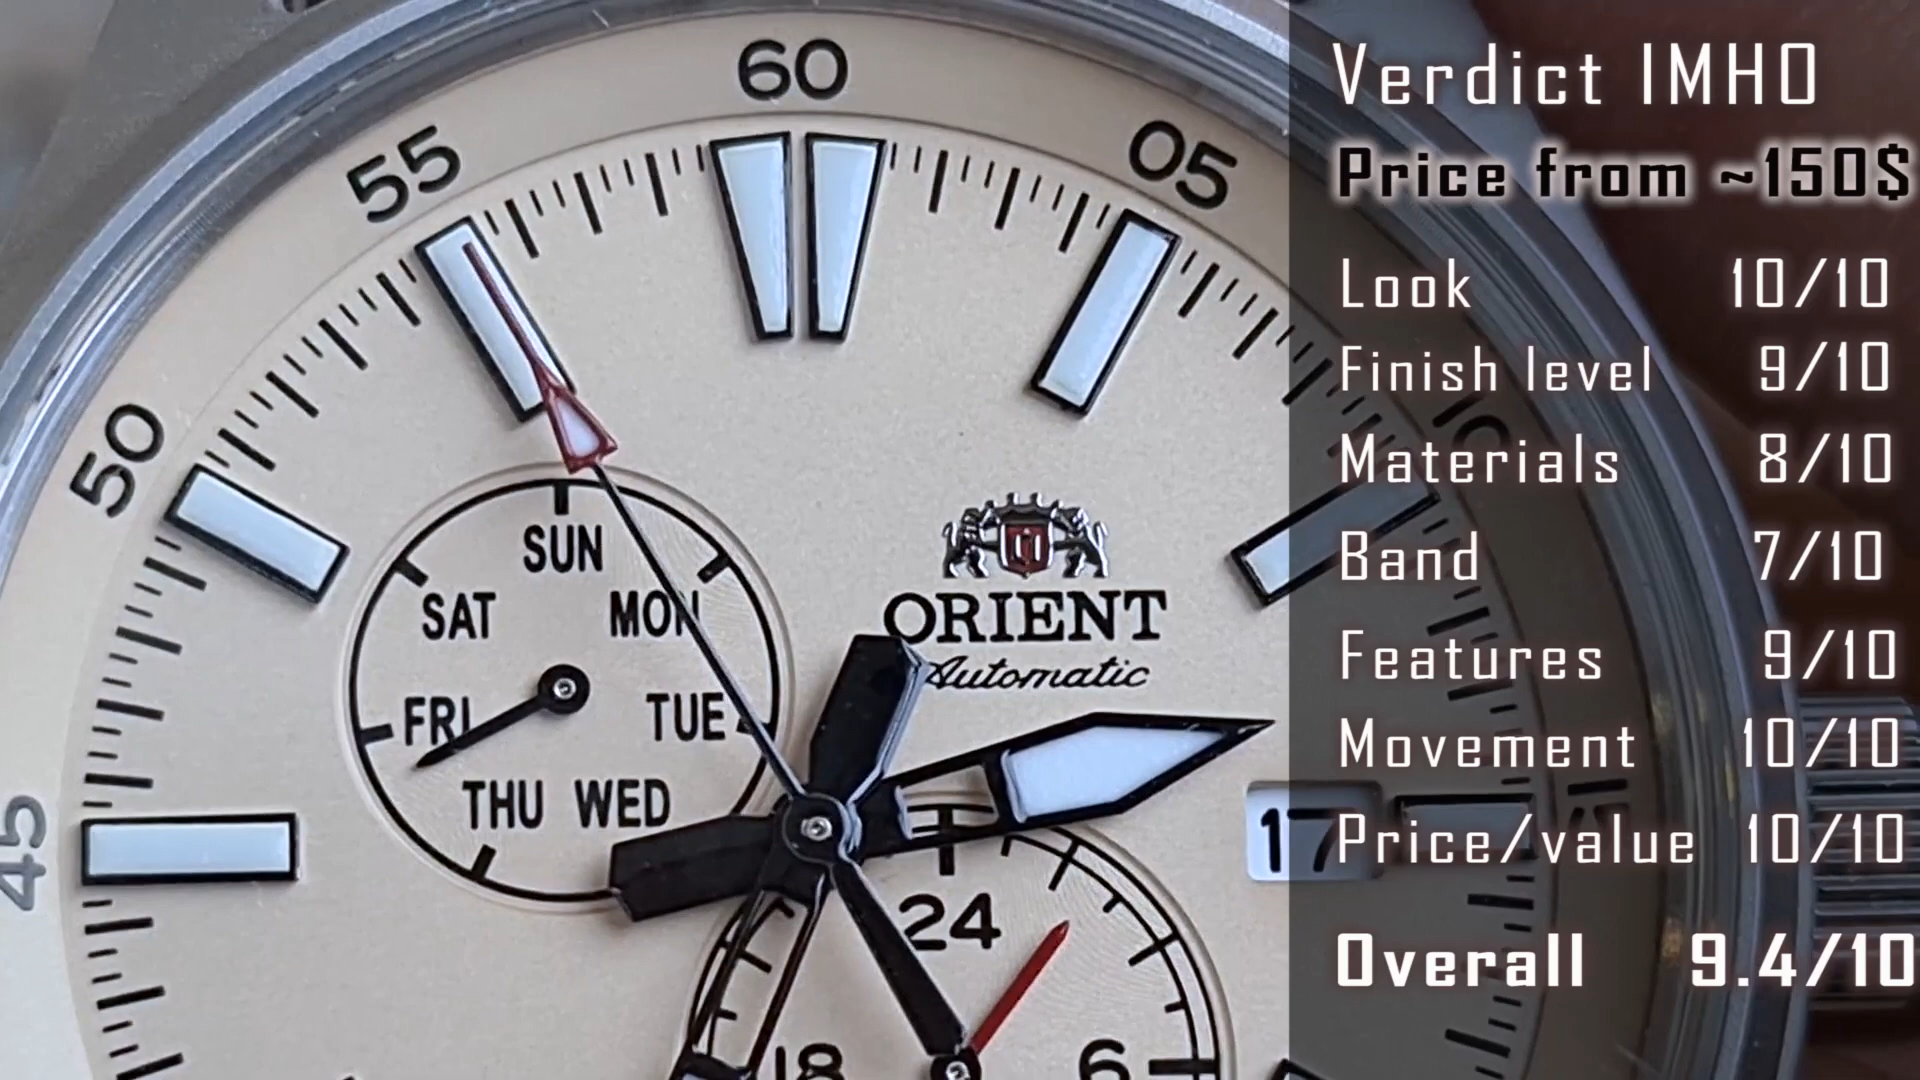 60
55
05
50
10
45
SUN
SAT MON
FRI TUE
THU WED
ORIENT
Automatic
17
24
18 6
Verdict IMHO
Price from ~150$
Look 10/10
Finish level 9/10
Materials 8/10
Band 7/10
Features 9/10
Movement 10/10
Price/value 10/10
Overall 9.4/10